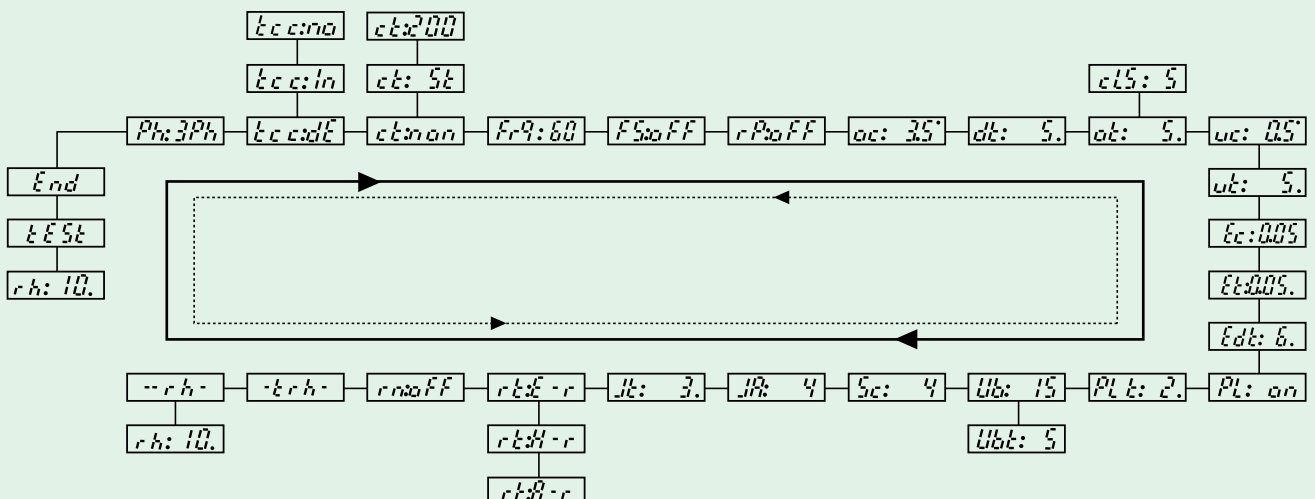 tcc:no ct:200
tcc:In ct: St cLS: 5
Ph:3Ph tcc:dE ct:non Frq:60 FS:oFF rP:oFF oc: 3.5 dt: 5. ot: 5. uc: 0.5
End ut: 5.
tESt Ec:0.05
rh: 10. Et:0.05.
Edt: 6.
--rh- -trh- rn:oFF rt:E-r Jt: 3. JA: 4 Sc: 4 Ub: 15 PLt: 2. PL: on
rh: 10. rt:H-r Ubt: 5
rt:A-r